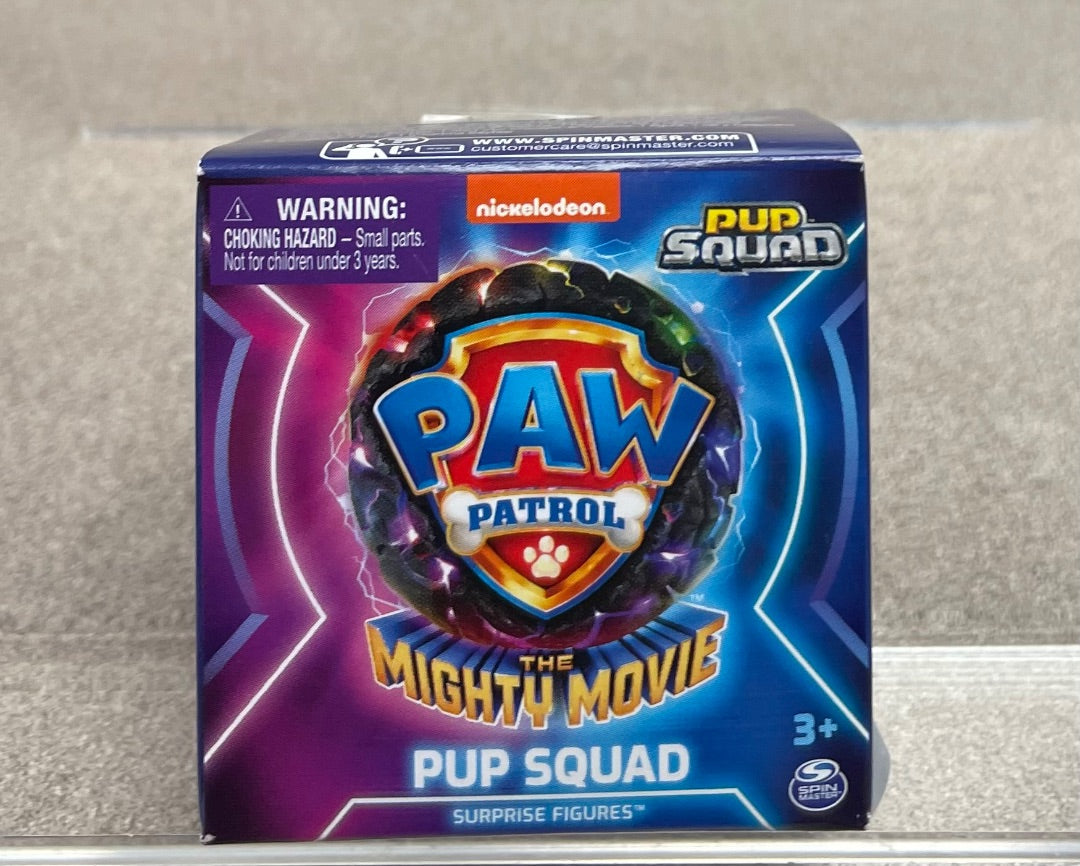 WWW.SPINMASTER.COM
customercare@spinmaster.com
WARNING:
CHOKING HAZARD – Small parts.
Not for children under 3 years.
nickelodeon
PUP
SQUAD
PAW
PATROL
™
THE
MIGHTY MOVIE
PUP SQUAD
SURPRISE FIGURES™
3+
SPIN
MASTER